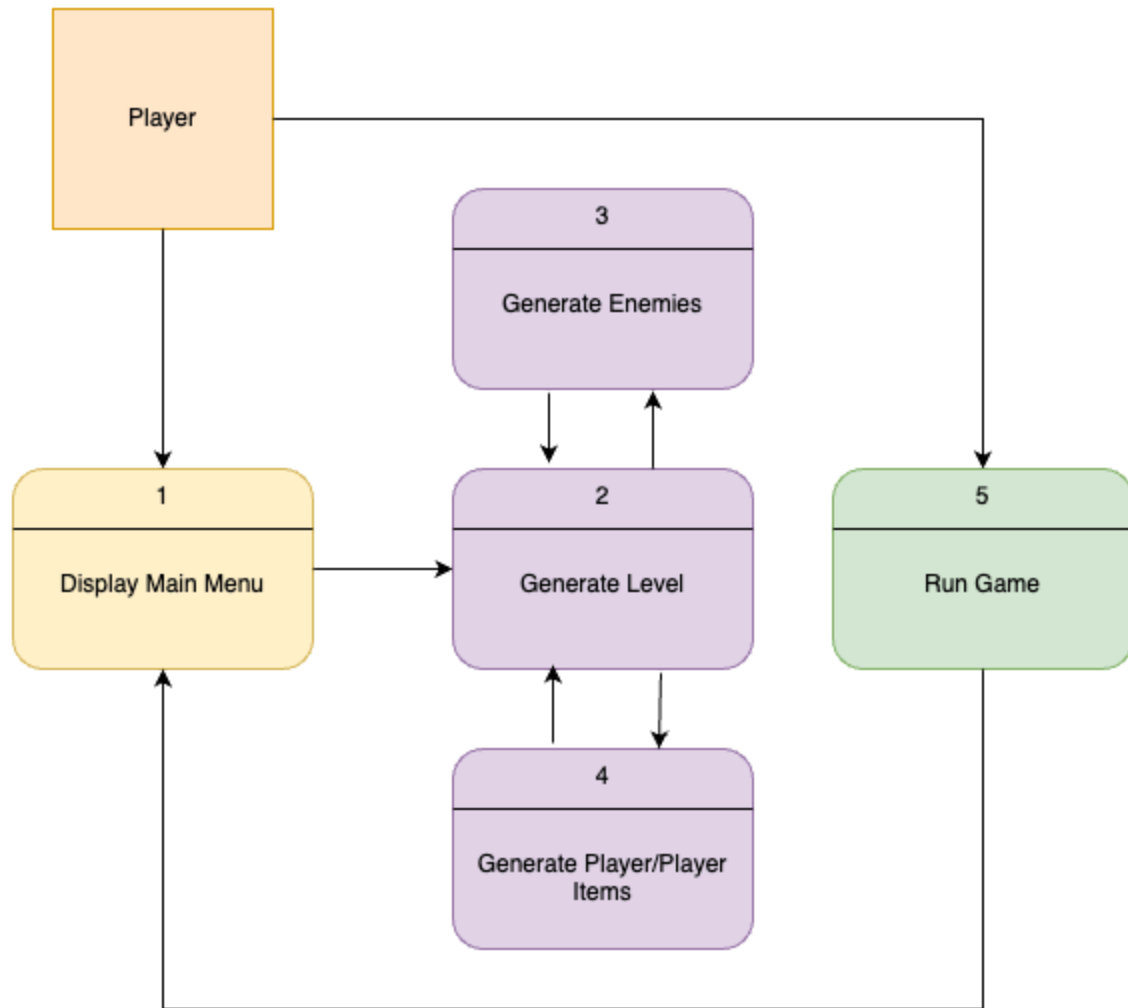 Player
3
Generate Enemies
1
Display Main Menu
2
Generate Level
5
Run Game
4
Generate Player/Player
Items